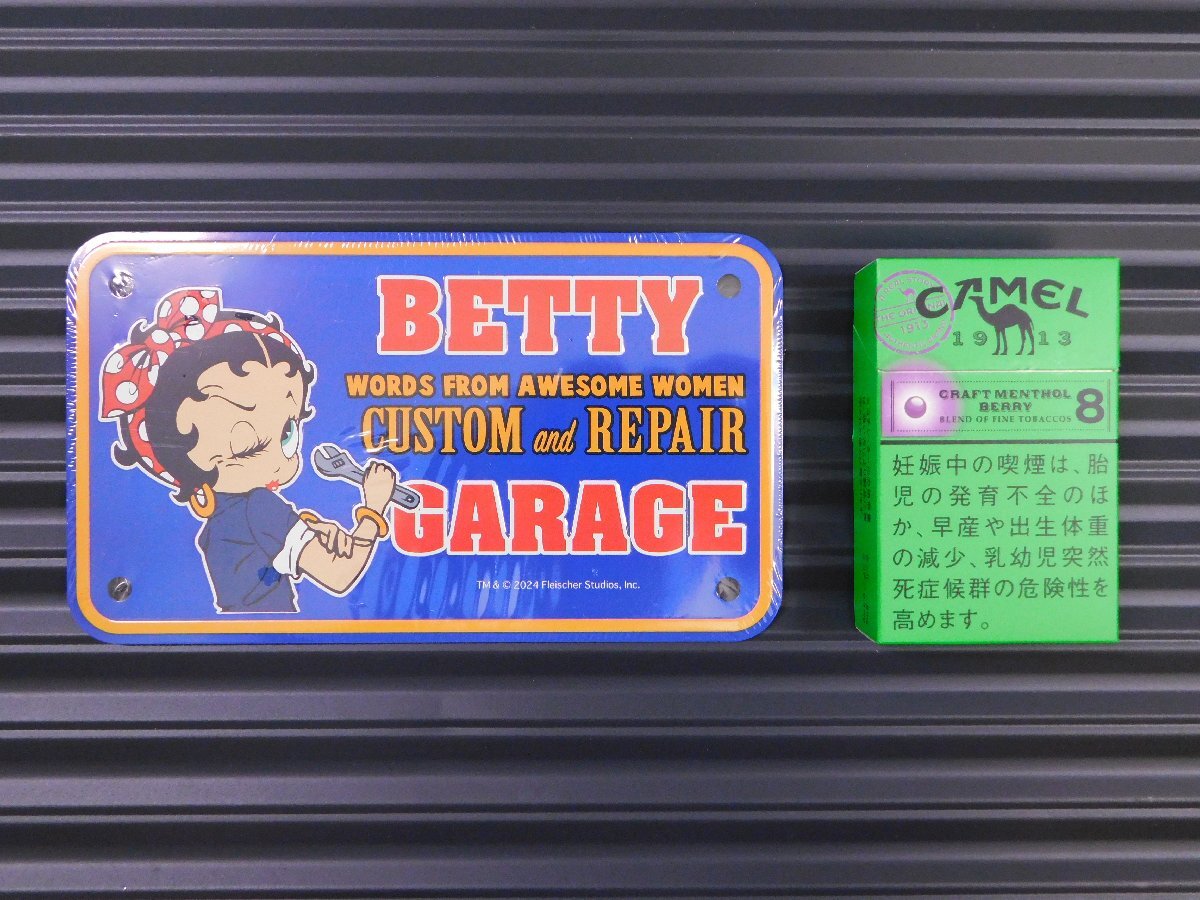 BETTY
WORDS FROM AWESOME WOMEN
CUSTOM and REPAIR
GARAGE
TM & © 2024 Fleischer Studios, Inc.
CAMEL
1913
THE ORIGINAL
1913
CRAFT MENTHOL
BERRY
BLEND OF FINE TOBACCOS
8
妊娠中の喫煙は、胎
児の発育不全のほ
か、早産や出生体重
の減少、乳幼児突然
死症候群の危険性を
高めます。